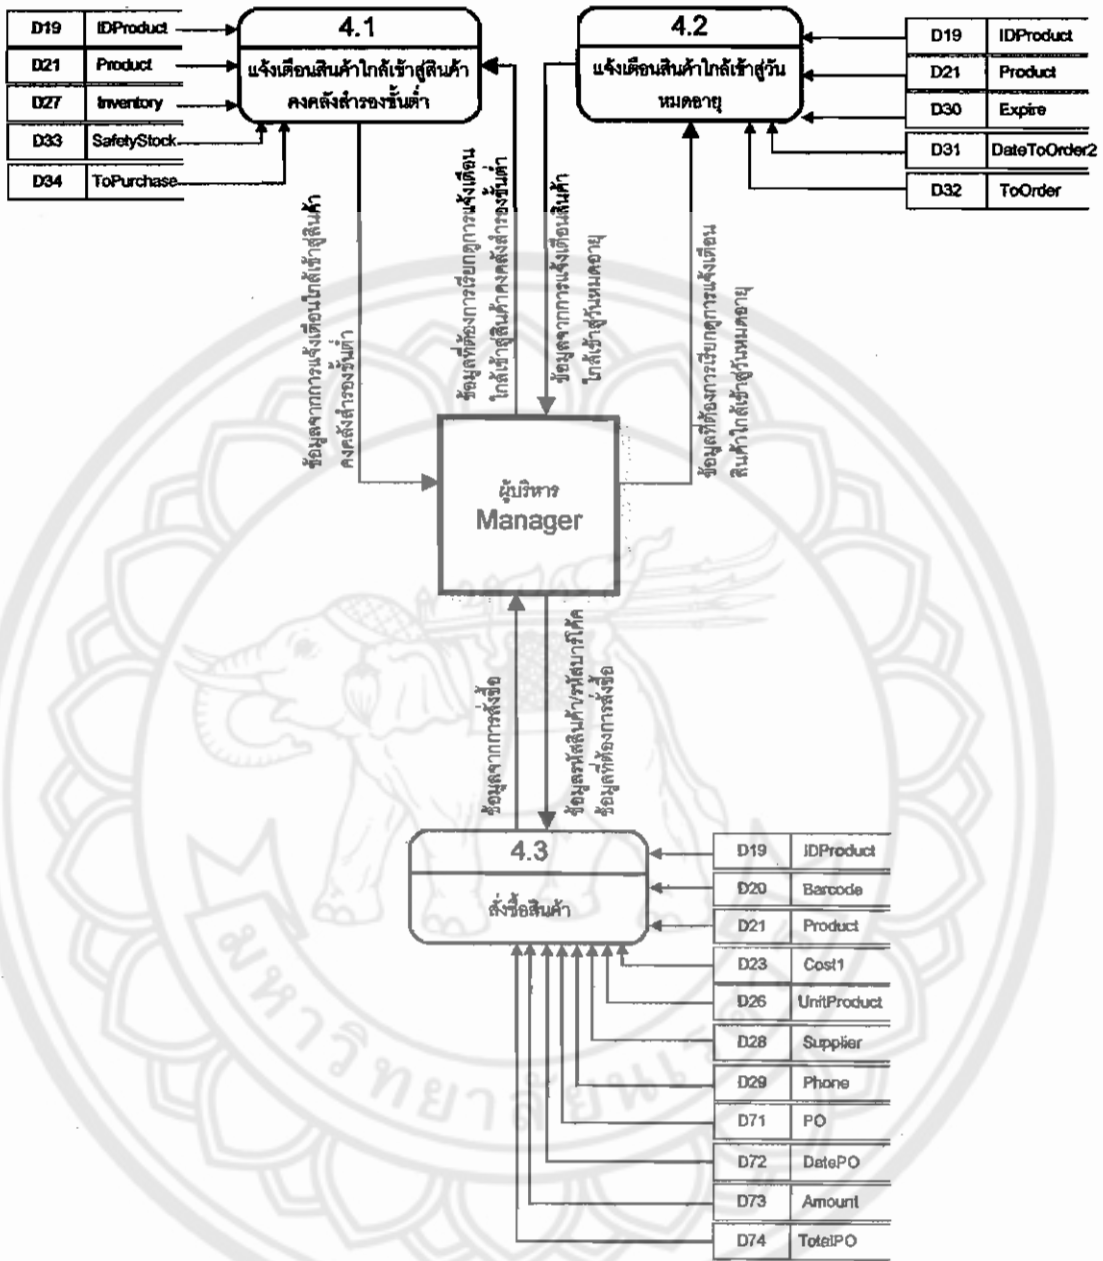 D19 IDProduct
D21 Product
D27 Inventory
D33 SafetyStock
D34 ToPurchase
4.1
แจ้งเตือนสินค้าใกล้เข้าสู่สินค้า
คงคลังสำรองขั้นต่ำ
4.2
แจ้งเตือนสินค้าใกล้เข้าสู่วัน
หมดอายุ
D19 IDProduct
D21 Product
D30 Expire
D31 DateToOrder2
D32 ToOrder
ข้อมูลจากการแจ้งเตือนใกล้เข้าสู่สินค้า
คงคลังสำรองขั้นต่ำ
ข้อมูลที่ต้องการเรียกดูการแจ้งเตือน
ใกล้เข้าสู่สินค้าคงคลังสำรองขั้นต่ำ
ข้อมูลจากการแจ้งเตือนสินค้า
ใกล้เข้าสู่วันหมดอายุ
ข้อมูลที่ต้องการเรียกดูการแจ้งเตือน
สินค้าใกล้เข้าสู่วันหมดอายุ
ผู้บริหาร
Manager
ข้อมูลจากการสั่งซื้อ
ข้อมูลรหัสสินค้า/รหัสบาร์โค้ด
ข้อมูลที่ต้องการสั่งซื้อ
4.3
สั่งซื้อสินค้า
D19 IDProduct
D20 Barcode
D21 Product
D23 Cost1
D26 UnitProduct
D28 Supplier
D29 Phone
D71 PO
D72 DatePO
D73 Amount
D74 TotalPO
มหาวิทยาลัยนเรศวร